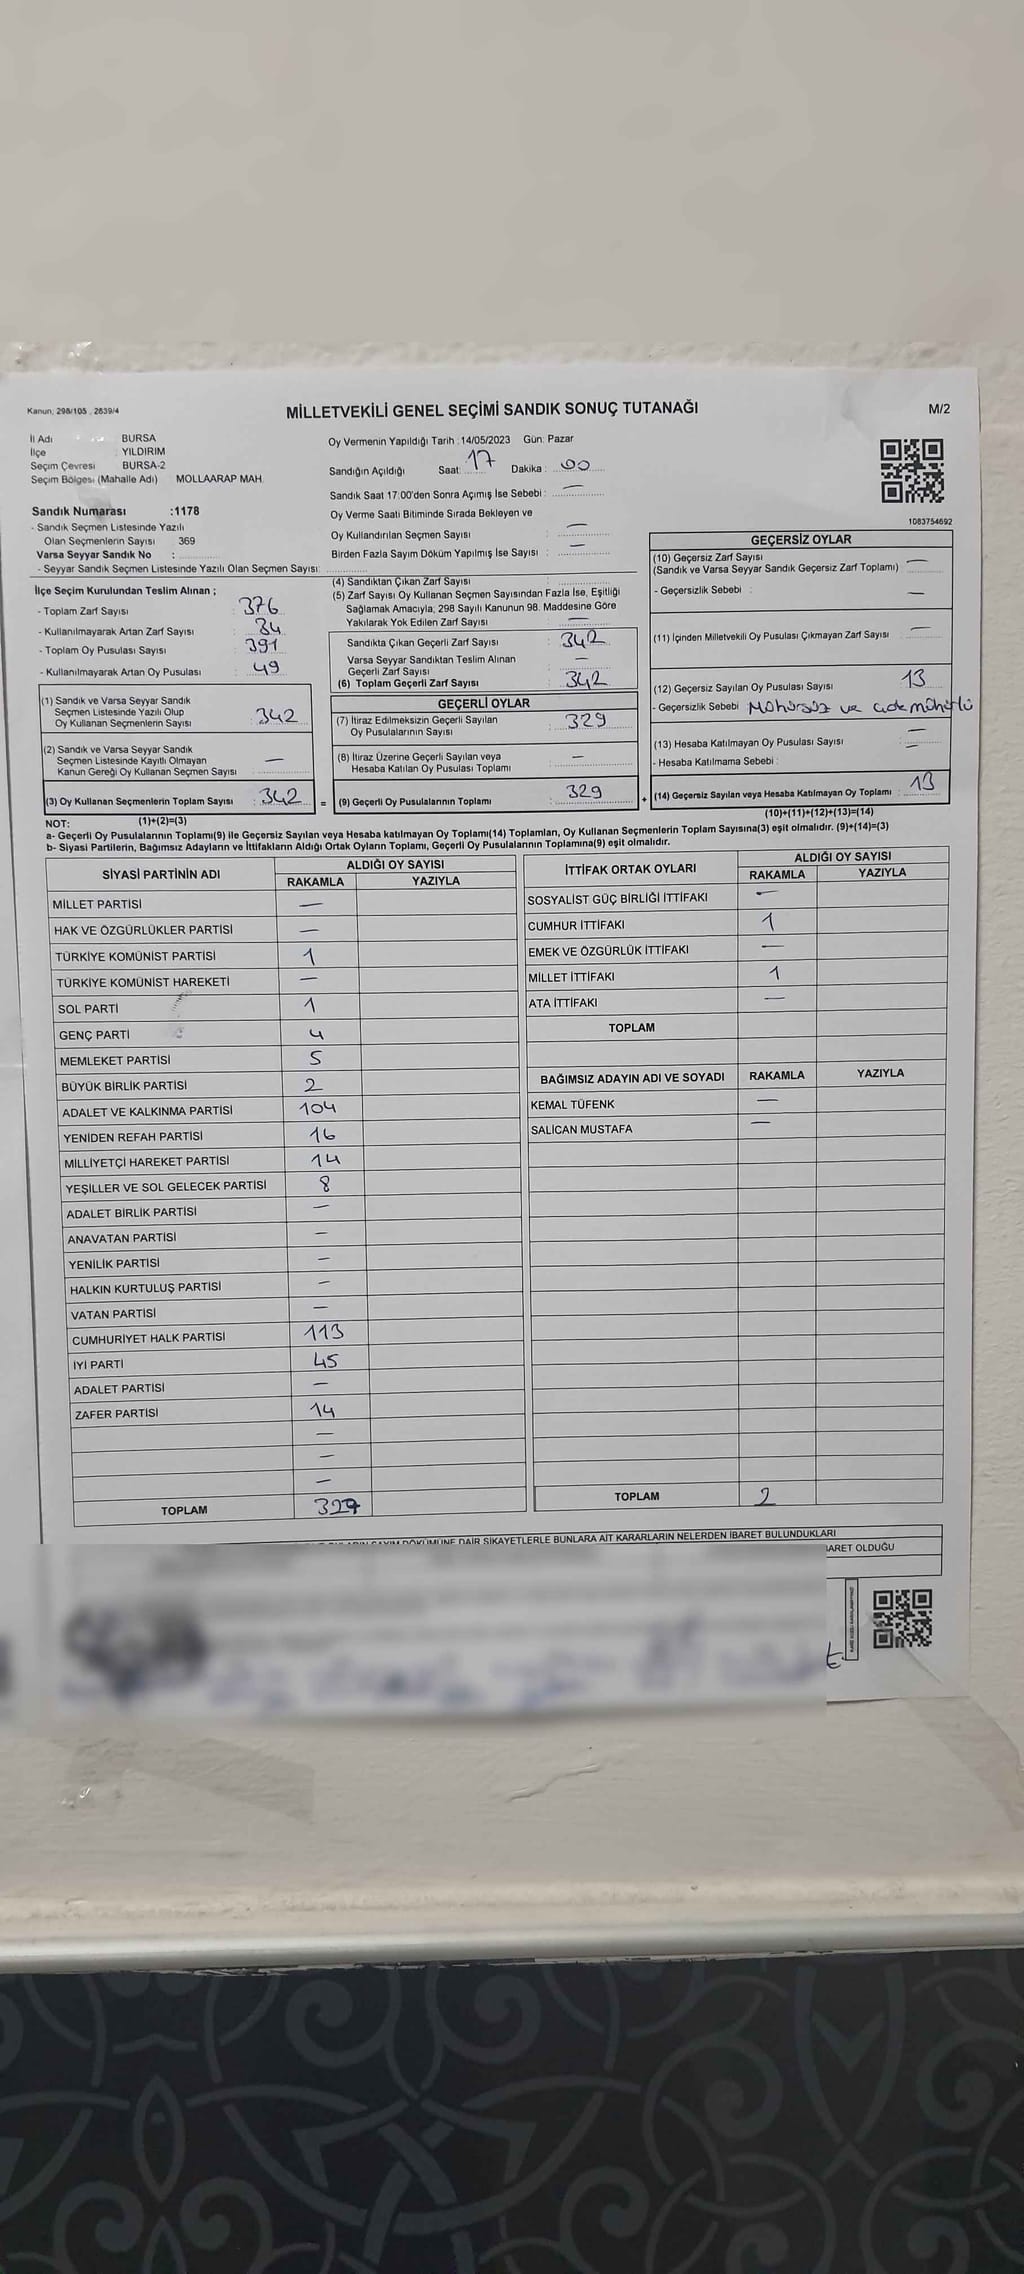 Kanun, 298/105 , 2839/4
MİLLETVEKİLİ GENEL SEÇİMİ SANDIK SONUÇ TUTANAĞI
M/2
İl Adı BURSA
İlçe : YILDIRIM
Seçim Çevresi BURSA-2
Seçim Bölgesi (Mahalle Adı) MOLLAARAP MAH.
Sandık Numarası :1178
- Sandık Seçmen Listesinde Yazılı
Olan Seçmenlerin Sayısı : 369
Varsa Seyyar Sandık No :
- Seyyar Sandık Seçmen Listesinde Yazılı Olan Seçmen Sayısı:
Oy Vermenin Yapıldığı Tarih :14/05/2023 Gün: Pazar
Sandığın Açıldığı Saat: 17 Dakika : 00
Sandık Saat 17:00'den Sonra Açımış İse Sebebi : —
Oy Verme Saati Bitiminde Sırada Bekleyen ve
Oy Kullandırılan Seçmen Sayısı : —
Birden Fazla Sayım Döküm Yapılmış İse Sayısı : —
1083754692
İlçe Seçim Kurulundan Teslim Alınan ;
- Toplam Zarf Sayısı : 376
- Kullanılmayarak Artan Zarf Sayısı : 34
- Toplam Oy Pusulası Sayısı : 391
- Kullanılmayarak Artan Oy Pusulası : 49
(1) Sandık ve Varsa Seyyar Sandık
Seçmen Listesinde Yazılı Olup
Oy Kullanan Seçmenlerin Sayısı : 342
(2) Sandık ve Varsa Seyyar Sandık
Seçmen Listesinde Kayıtlı Olmayan
Kanun Gereği Oy Kullanan Seçmen Sayısı : —
(3) Oy Kullanan Seçmenlerin Toplam Sayısı : 342 =
(4) Sandıktan Çıkan Zarf Sayısı :
(5) Zarf Sayısı Oy Kullanan Seçmen Sayısından Fazla İse, Eşitliği
Sağlamak Amacıyla, 298 Sayılı Kanunun 98. Maddesine Göre
Yakılarak Yok Edilen Zarf Sayısı : —
Sandıkta Çıkan Geçerli Zarf Sayısı : 342
Varsa Seyyar Sandıktan Teslim Alınan
Geçerli Zarf Sayısı : —
(6) Toplam Geçerli Zarf Sayısı : 342
GEÇERLİ OYLAR
(7) İtiraz Edilmeksizin Geçerli Sayılan
Oy Pusulalarının Sayısı : 329
(8) İtiraz Üzerine Geçerli Sayılan veya
Hesaba Katılan Oy Pusulası Toplamı : —
(9) Geçerli Oy Pusulalarının Toplamı : 329 +
GEÇERSİZ OYLAR
(10) Geçersiz Zarf Sayısı
(Sandık ve Varsa Seyyar Sandık Geçersiz Zarf Toplamı) : —
- Geçersizlik Sebebi : —
(11) İçinden Milletvekili Oy Pusulası Çıkmayan Zarf Sayısı : —
(12) Geçersiz Sayılan Oy Pusulası Sayısı : 13
- Geçersizlik Sebebi Mühürsüz ve
(13) Hesaba Katılmayan Oy Pusulası Sayısı : —
- Hesaba Katılmama Sebebi : —
(14) Geçersiz Sayılan veya Hesaba Katılmayan Oy Toplamı : 13
NOT: (1)+(2)=(3)
(10)+(11)+(12)+(13)=(14)
a- Geçerli Oy Pusulalarının Toplamı(9) ile Geçersiz Sayılan veya Hesaba katılmayan Oy Toplamı(14) Toplamları, Oy Kullanan Seçmenlerin Toplam Sayısına(3) eşit olmalıdır. (9)+(14)=(3)
b- Siyasi Partilerin, Bağımsız Adayların ve İttifakların Aldığı Ortak Oyların Toplamı, Geçerli Oy Pusulalarının Toplamına(9) eşit olmalıdır.
SİYASİ PARTİNİN ADI
ALDIĞI OY SAYISI
RAKAMLA YAZIYLA
MİLLET PARTİSİ —
HAK VE ÖZGÜRLÜKLER PARTİSİ —
TÜRKİYE KOMÜNİST PARTİSİ 1
TÜRKİYE KOMÜNİST HAREKETİ —
SOL PARTİ 1
GENÇ PARTİ 4
MEMLEKET PARTİSİ 5
BÜYÜK BİRLİK PARTİSİ 2
ADALET VE KALKINMA PARTİSİ 104
YENİDEN REFAH PARTİSİ 16
MİLLİYETÇİ HAREKET PARTİSİ 14
YEŞİLLER VE SOL GELECEK PARTİSİ 8
ADALET BİRLİK PARTİSİ —
ANAVATAN PARTİSİ —
YENİLİK PARTİSİ —
HALKIN KURTULUŞ PARTİSİ —
VATAN PARTİSİ —
CUMHURİYET HALK PARTİSİ 113
İYİ PARTİ 45
ADALET PARTİSİ —
ZAFER PARTİSİ 14
—
—
—
TOPLAM 327
İTTİFAK ORTAK OYLARI
ALDIĞI OY SAYISI
RAKAMLA YAZIYLA
SOSYALİST GÜÇ BİRLİĞİ İTTİFAKI —
CUMHUR İTTİFAKI 1
EMEK VE ÖZGÜRLÜK İTTİFAKI —
MİLLET İTTİFAKI 1
ATA İTTİFAKI —
TOPLAM
BAĞIMSIZ ADAYIN ADI VE SOYADI RAKAMLA YAZIYLA
KEMAL TÜFENK —
SALİCAN MUSTAFA —
TOPLAM 2
DÖKÜMÜNE DAİR ŞİKAYETLERLE BUNLARA AİT KARARLARIN NELERDEN İBARET BULUNDUKLARI
OLDUĞU